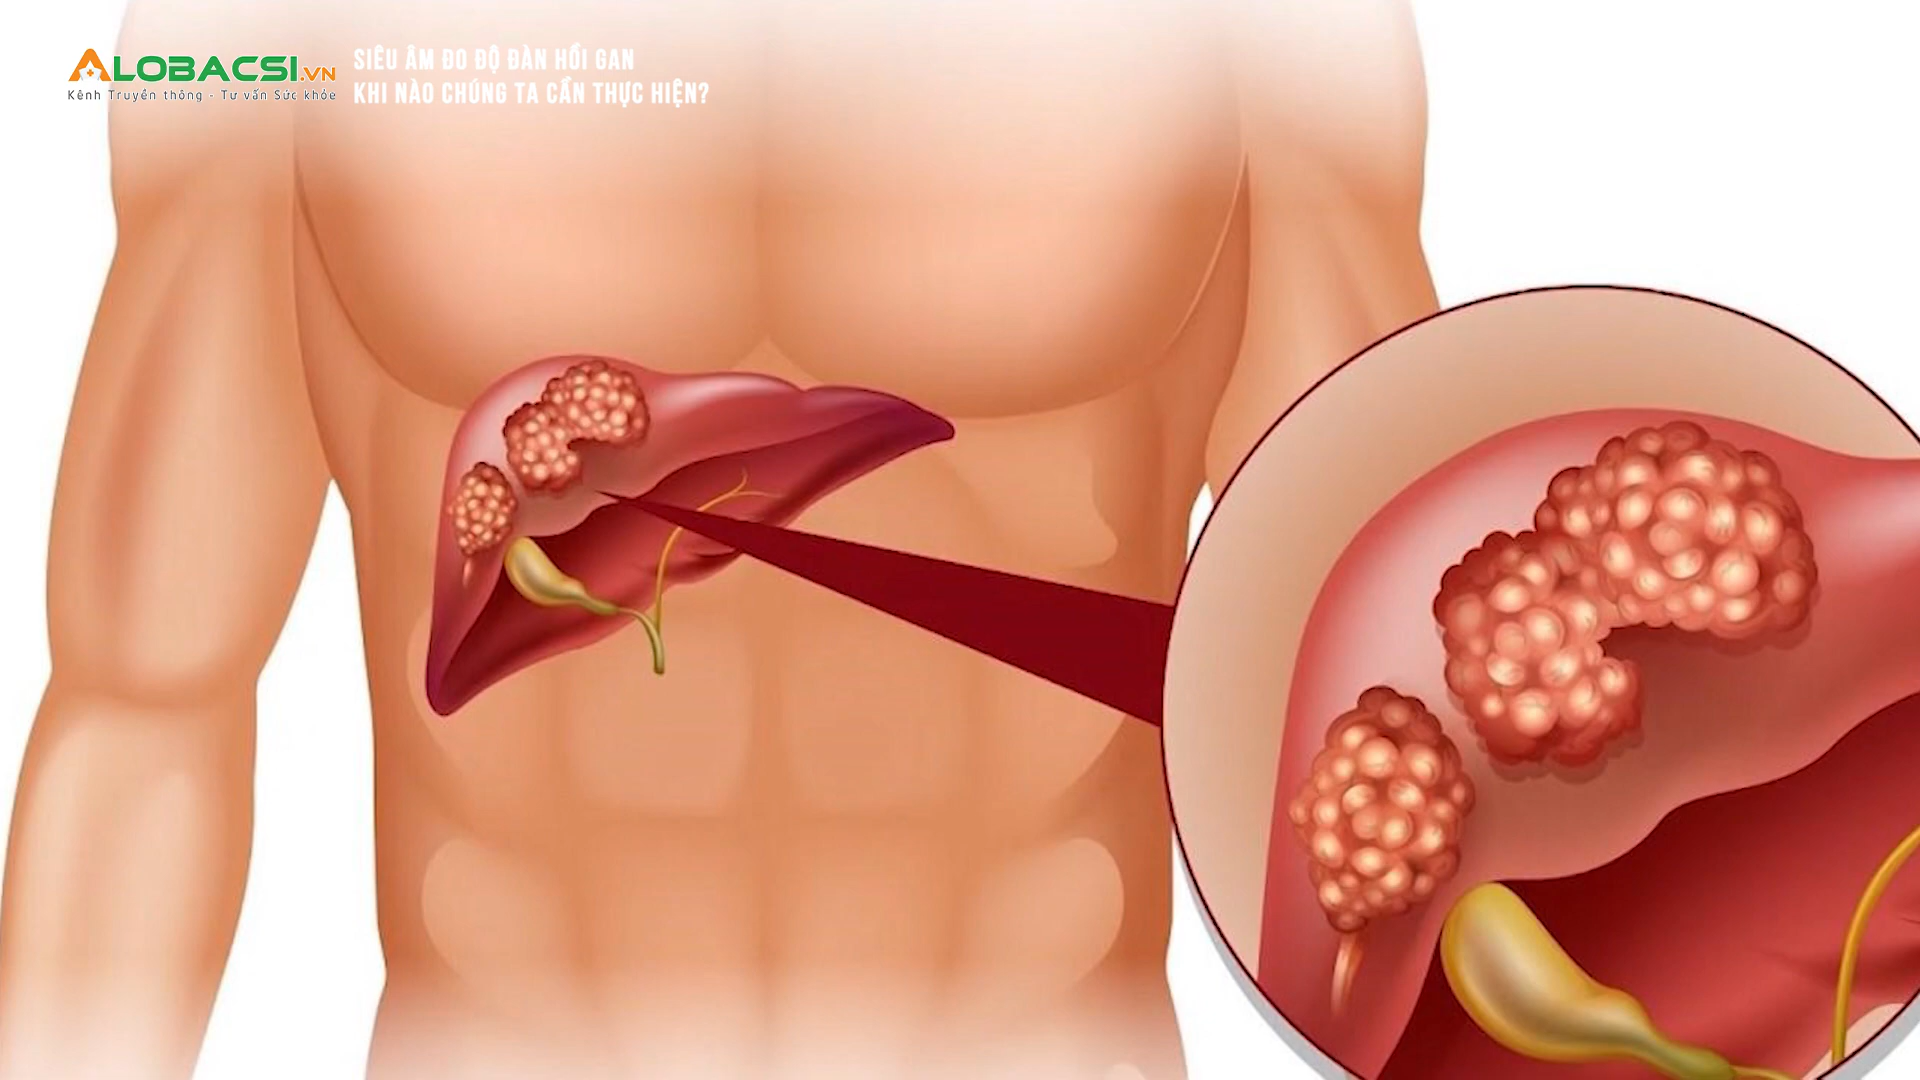 ALOBACSI.VN
Kênh Truyền thông - Tư vấn Sức khỏe
SIÊU ÂM ĐO ĐỘ ĐÀN HỒI GAN
KHI NÀO CHÚNG TA CẦN THỰC HIỆN?